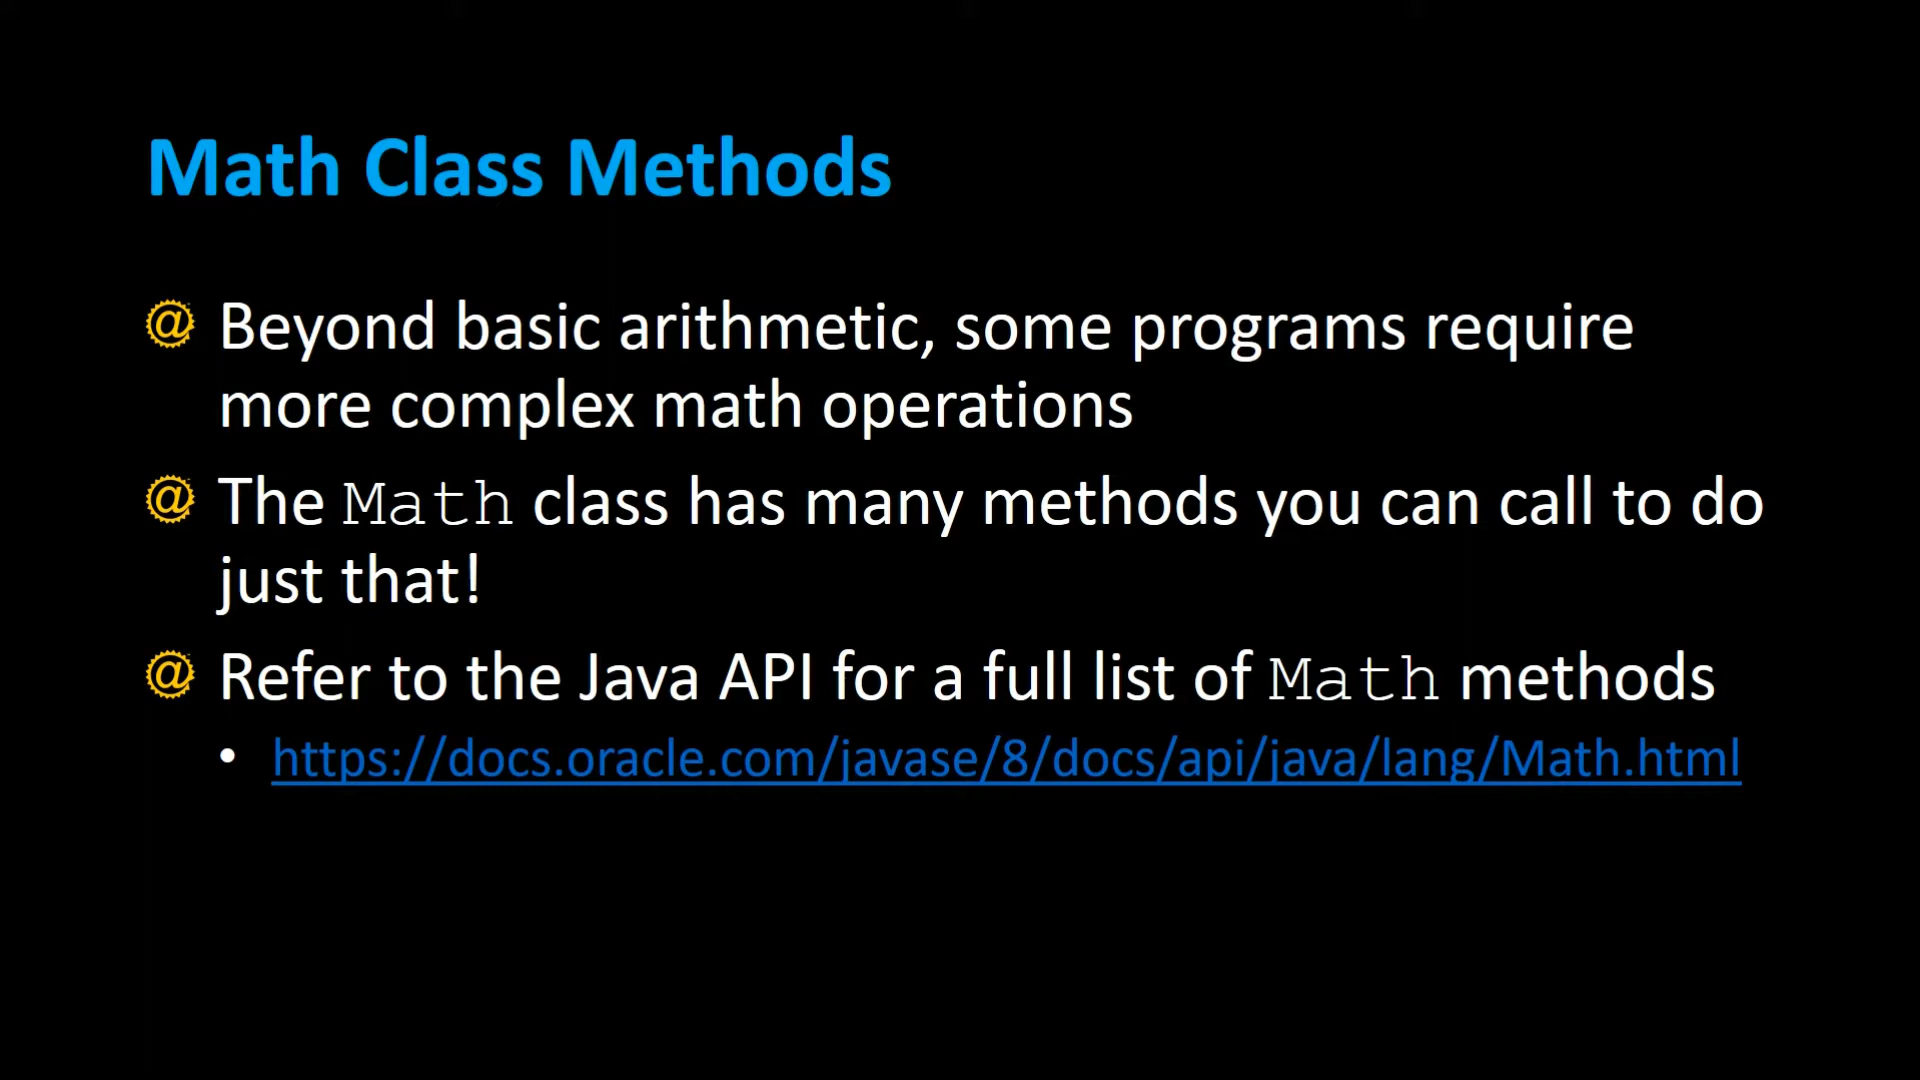 Math Class Methods
@ Beyond basic arithmetic, some programs require
more complex math operations
@ The Math class has many methods you can call to do
just that!
@ Refer to the Java API for a full list of Math methods
• https://docs.oracle.com/javase/8/docs/api/java/lang/Math.html